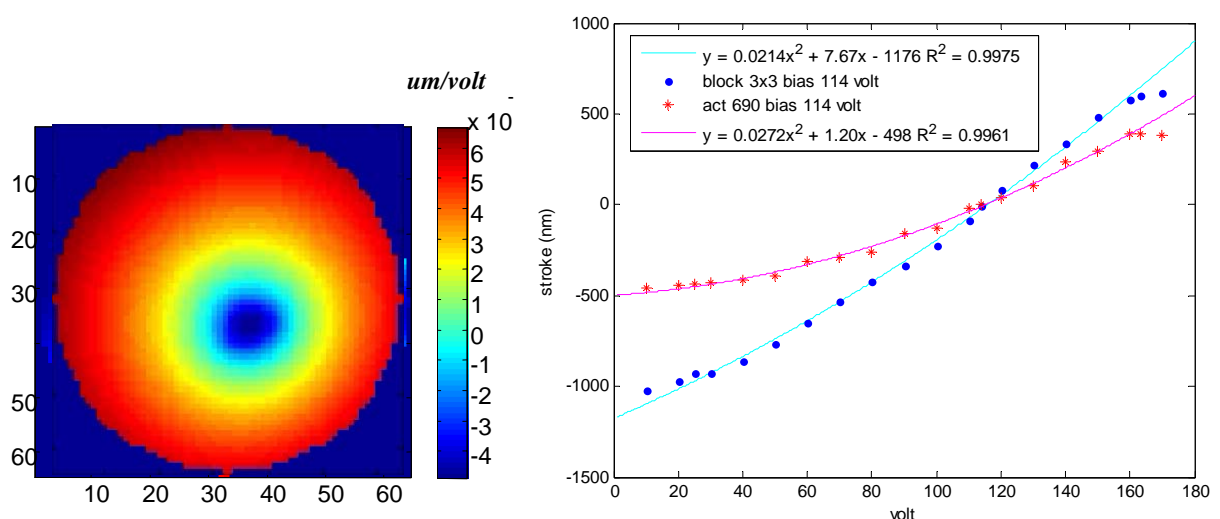 um/volt
-
x 10
6
5
4
3
2
1
0
-1
-2
-3
-4
10
20
30
40
50
60
10 20 30 40 50 60
1000
500
0
-500
-1000
-1500
stroke (nm)
y = 0.0214x² + 7.67x - 1176 R² = 0.9975
block 3x3 bias 114 volt
act 690 bias 114 volt
y = 0.0272x² + 1.20x - 498 R² = 0.9961
0 20 40 60 80 100 120 140 160 180
volt